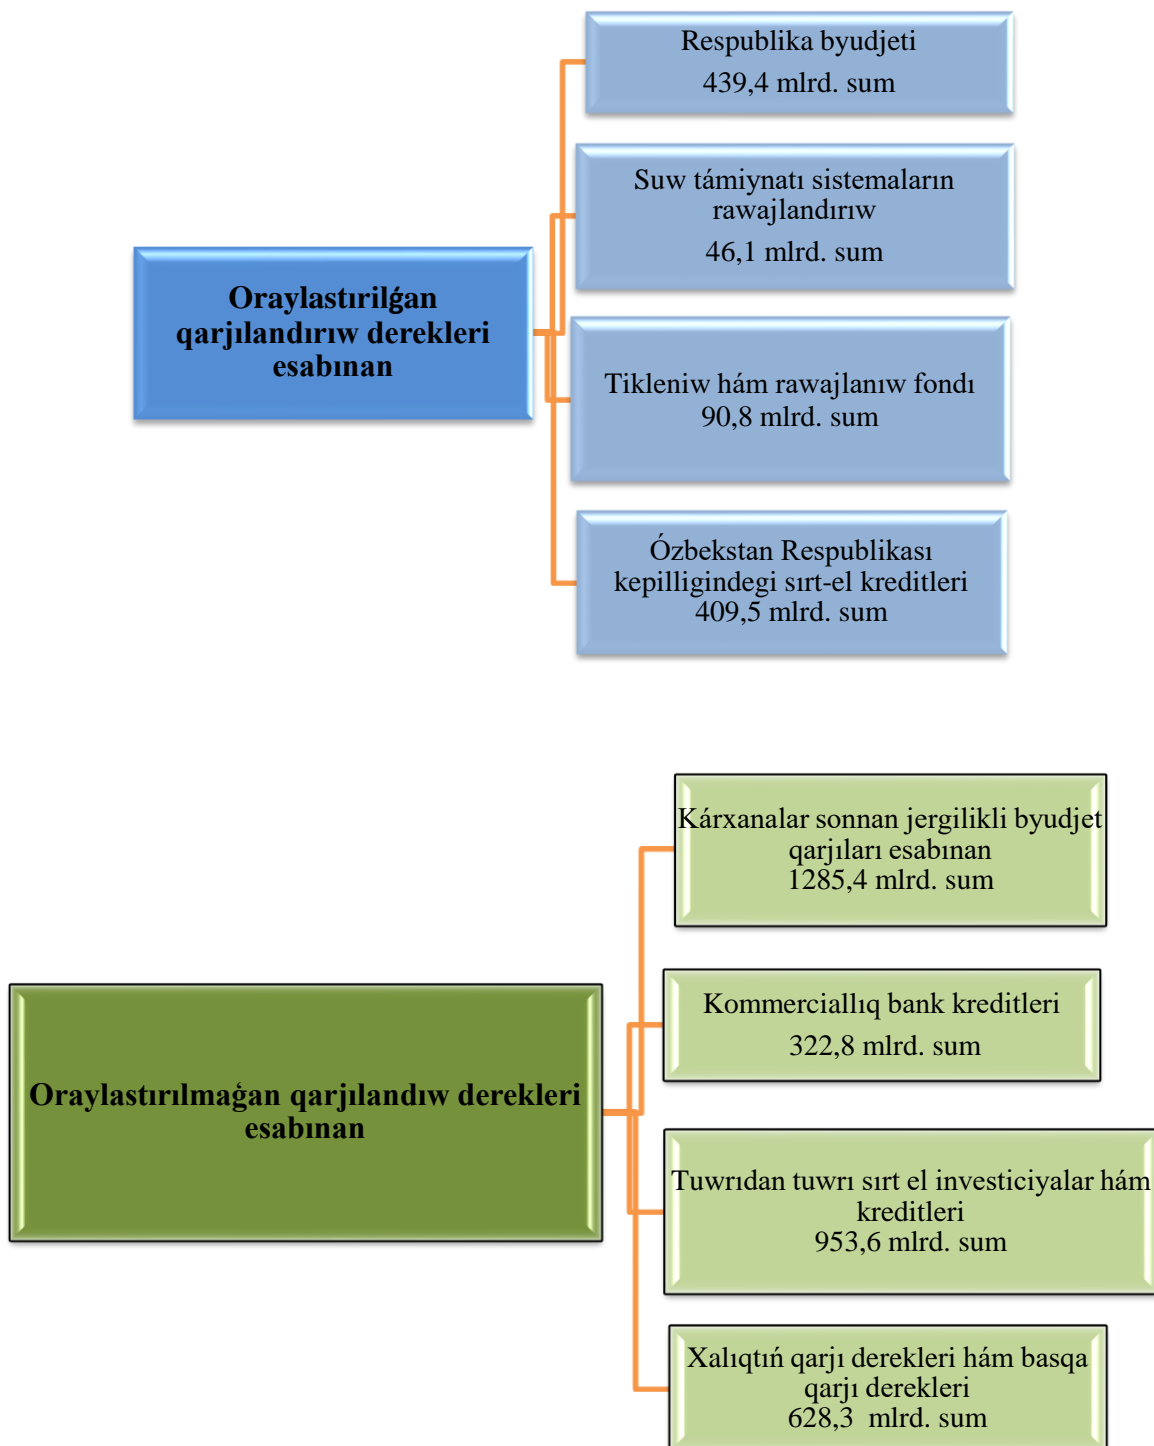 Respublika byudjeti
439,4 mlrd. sum
Suw támiynatı sistemaların
rawajlandırıw
46,1 mlrd. sum
Oraylastırilǵan
qarjılandırıw derekleri
esabınan
Tikleniw hám rawajlanıw fondı
90,8 mlrd. sum
Ózbekstan Respublikası
kepilligindegi sırt-el kreditleri
409,5 mlrd. sum
Kárxanalar sonnan jergilikli byudjet
qarjıları esabınan
1285,4 mlrd. sum
Kommerciallıq bank kreditleri
322,8 mlrd. sum
Oraylastırılmaģan qarjılandıw derekleri
esabınan
Tuwrıdan tuwrı sırt el investiciyalar hám
kreditleri
953,6 mlrd. sum
Xalıqtıń qarjı derekleri hám basqa
qarjı derekleri
628,3  mlrd. sum